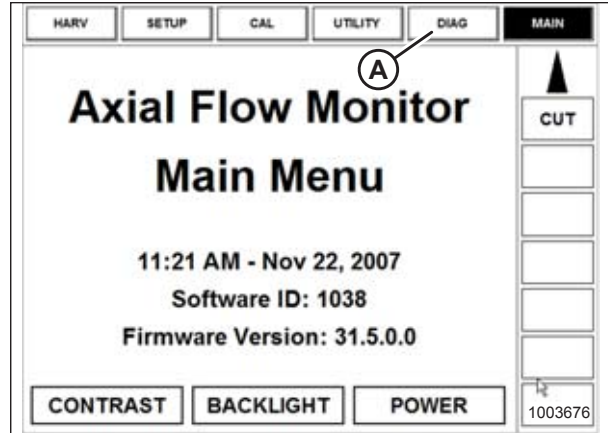 HARV SETUP CAL UTILITY DIAG MAIN
A
Axial Flow Monitor
CUT
Main Menu
11:21 AM - Nov 22, 2007
Software ID: 1038
Firmware Version: 31.5.0.0
CONTRAST BACKLIGHT POWER
1003676